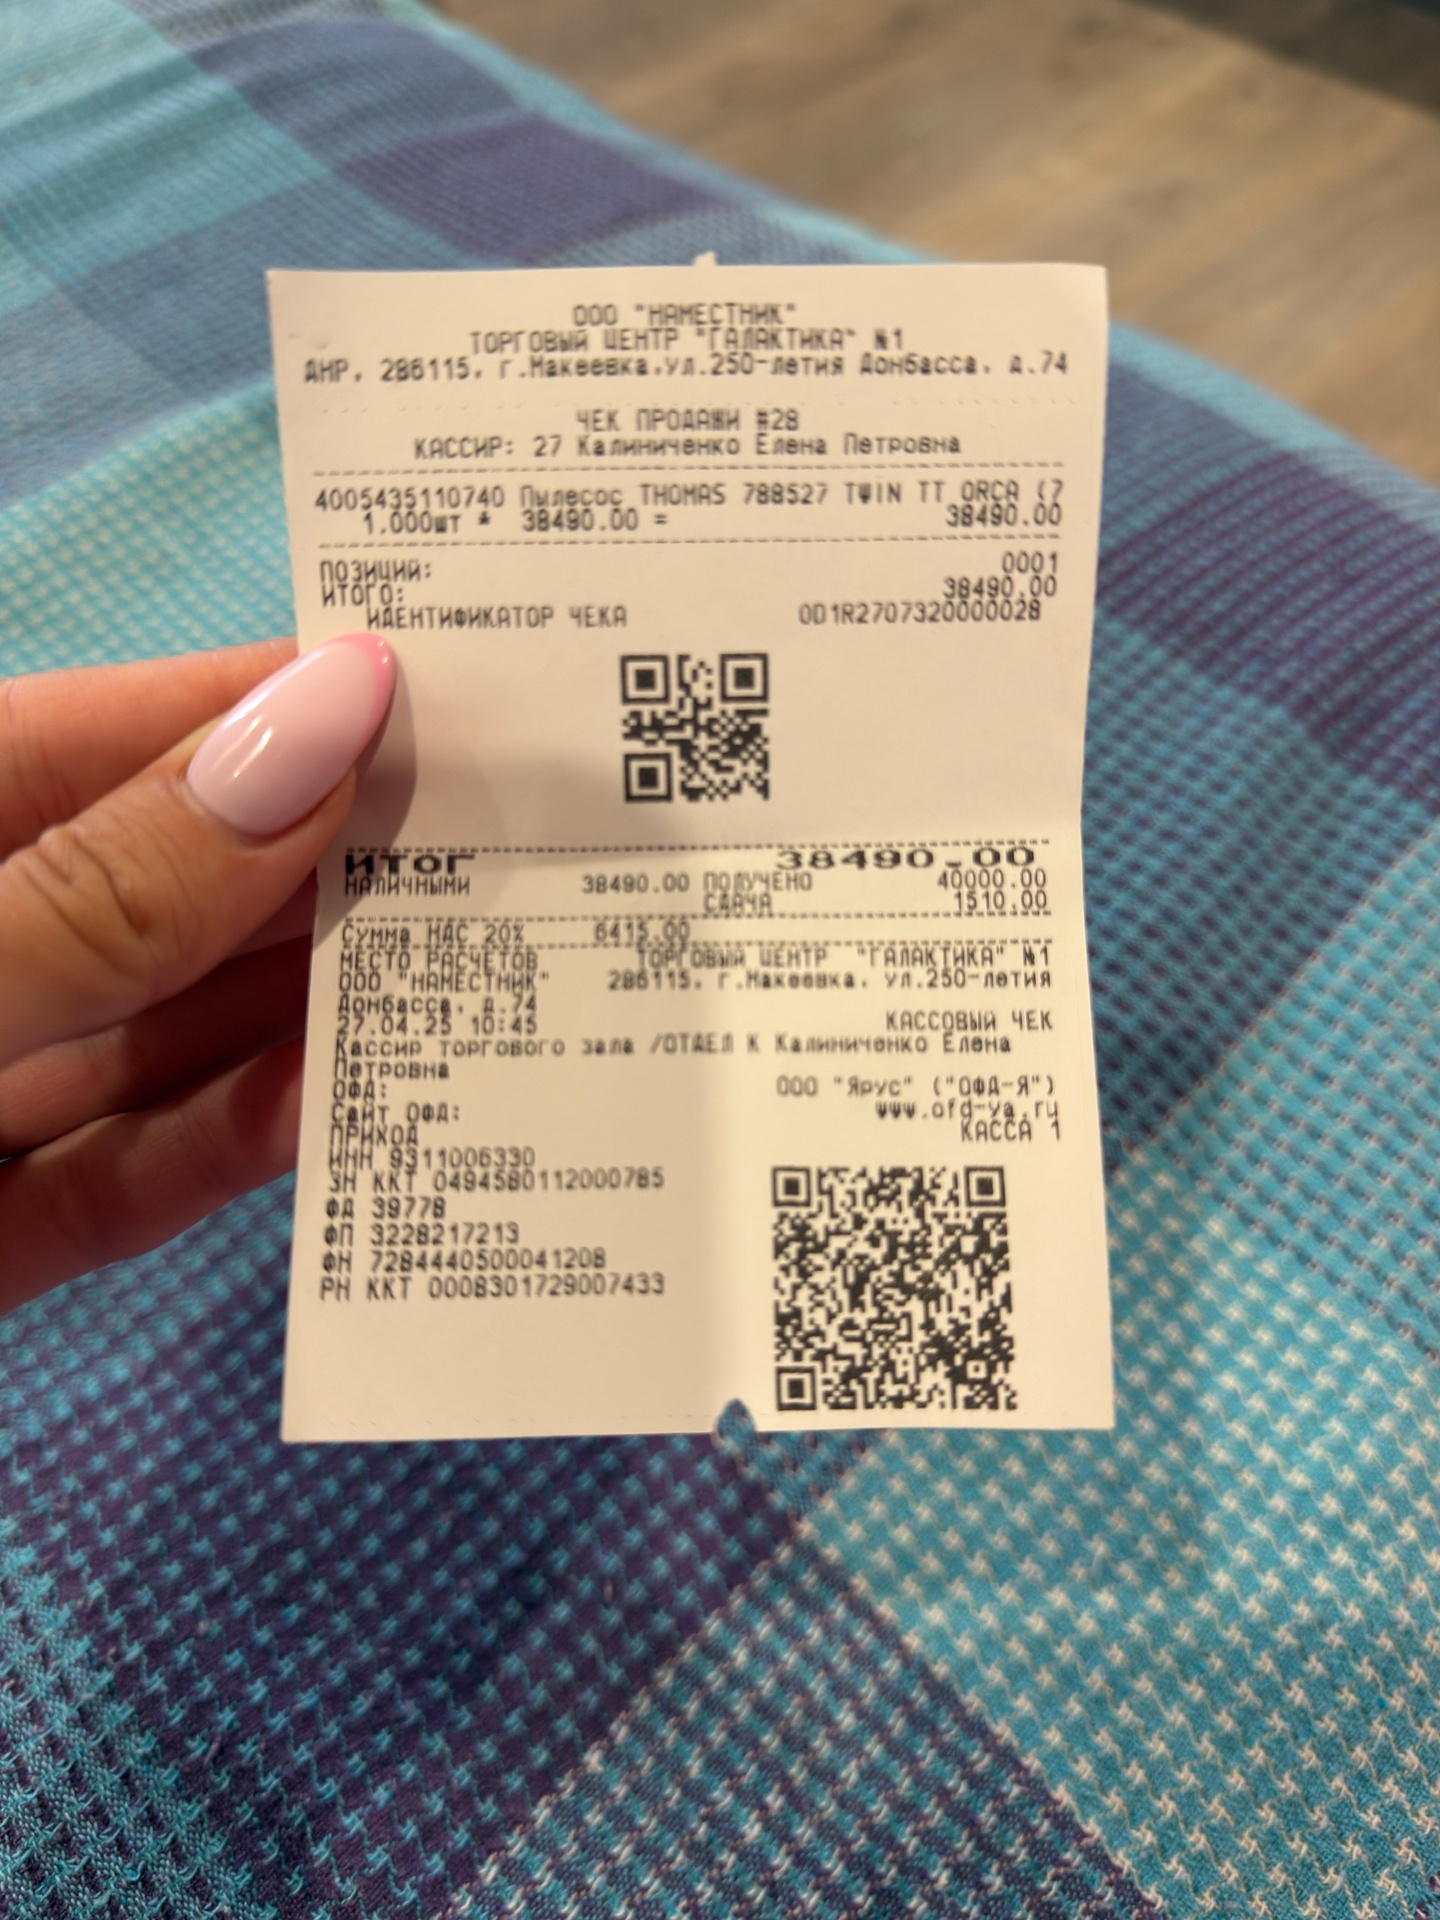 ООО "НАМЕСТНИК"
ТОРГОВЫЙ ЦЕНТР "ГАЛАКТИКА" №1
ДНР, 286115, г.Макеевка,ул.250-летия Донбасса, д.74
ЧЕК ПРОДАЖИ #28
КАССИР: 27 Калиниченко Елена Петровна
4005435110740 Пылесос THOMAS 788527 TWIN TT ORCA (7
1.000шт * 38490.00 = 38490.00
ПОЗИЦИЙ: 0001
ИТОГО: 38490.00
ИДЕНТИФИКАТОР ЧЕКА 0D1R2707320000028
ИТОГ 38490.00
НАЛИЧНЫМИ 38490.00 ПОЛУЧЕНО 40000.00
СДАЧА 1510.00
Сумма НДС 20% 6415.00
МЕСТО РАСЧЕТОВ ТОРГОВЫЙ ЦЕНТР "ГАЛАКТИКА" №1
ООО "НАМЕСТНИК" 286115, г.Макеевка, ул.250-летия
Донбасса, д.74
27.04.25 10:45 КАССОВЫЙ ЧЕК
Кассир торгового зала /ОТДЕЛ К Калиниченко Елена
Петровна
ОФД: ООО "Ярус" ("ОФД-Я")
Сайт ОФД: www.ofd-ya.ru
ПРИХОД КАССА 1
ИНН 9311006330
ЗН ККТ 0494580112000785
ФД 39778
ФП 3228217213
ФН 7284440500041208
РН ККТ 0008301729007433